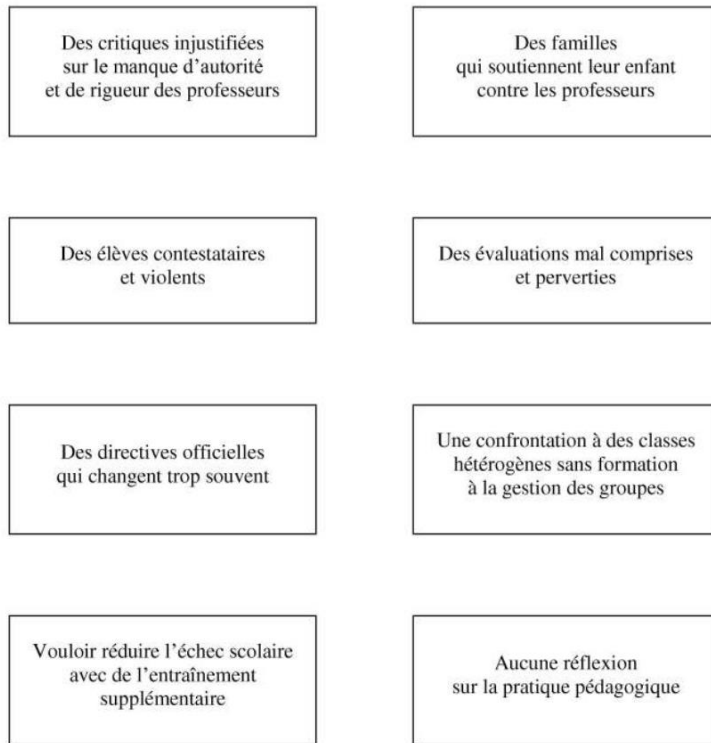 Des critiques injustifiées
sur le manque d'autorité
et de rigueur des professeurs
Des familles
qui soutiennent leur enfant
contre les professeurs
Des élèves contestataires
et violents
Des évaluations mal comprises
et perverties
Des directives officielles
qui changent trop souvent
Une confrontation à des classes
hétérogènes sans formation
à la gestion des groupes
Vouloir réduire l'échec scolaire
avec de l'entraînement
supplémentaire
Aucune réflexion
sur la pratique pédagogique